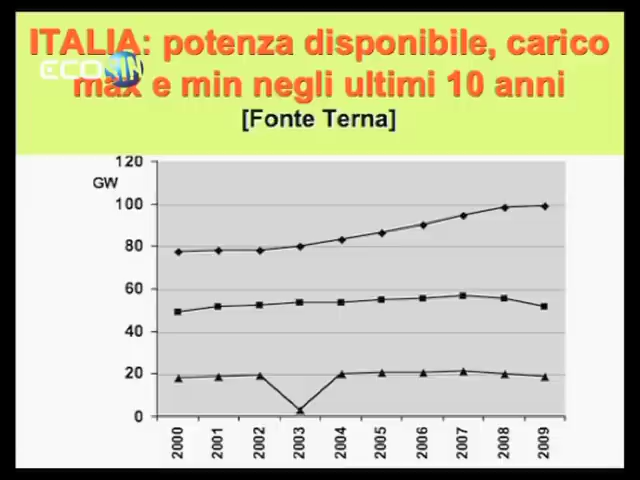 ITALIA: potenza disponibile, carico
max e min negli ultimi 10 anni
[Fonte Terna]
120
GW
100
80
60
40
20
0
2000 2001 2002 2003 2004 2005 2006 2007 2008 2009